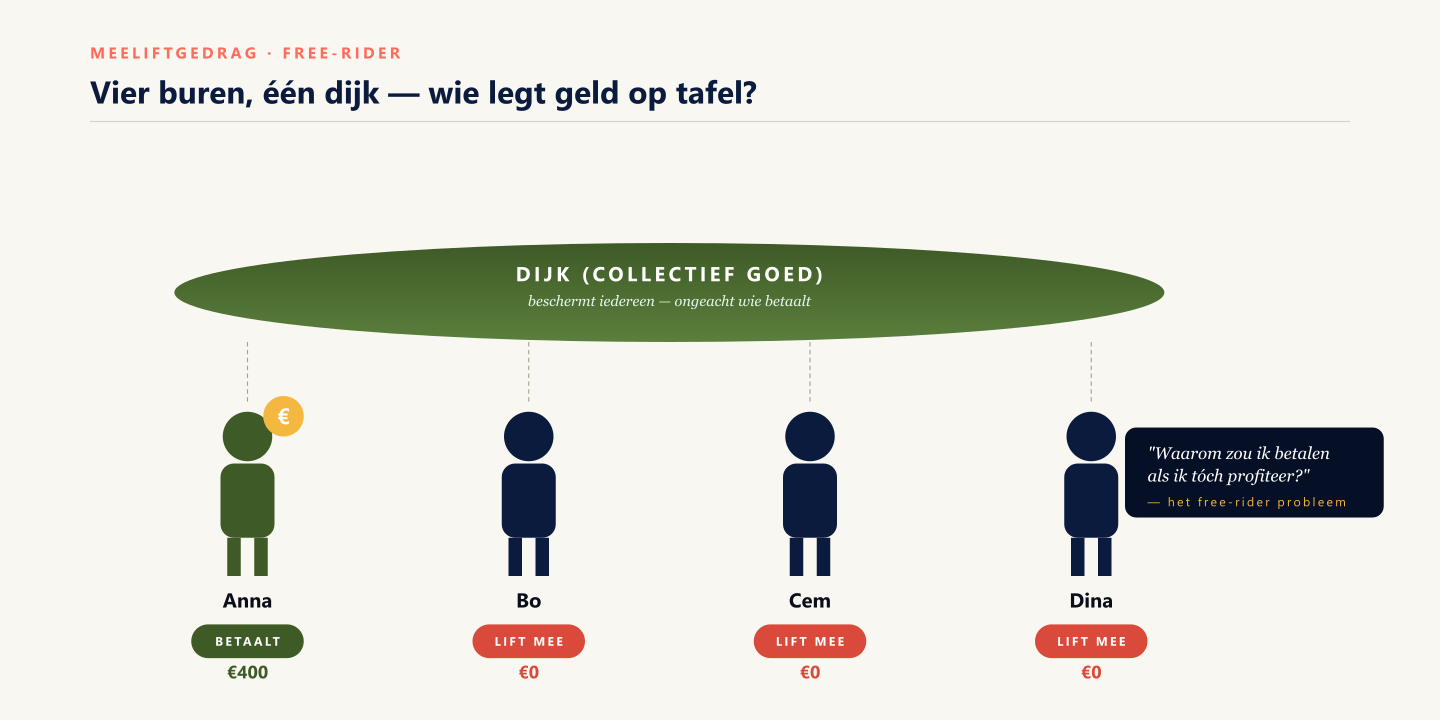 MEELIFTGEDRAG · FREE-RIDER
Vier buren, één dijk — wie legt geld op tafel?
DIJK (COLLECTIEF GOED)
beschermt iedereen — ongeacht wie betaalt
€
"Waarom zou ik betalen
als ik tóch profiteer?"
— het free-rider probleem
Anna
Bo
Cem
Dina
BETAALT
LIFT MEE
LIFT MEE
LIFT MEE
€400
€0
€0
€0